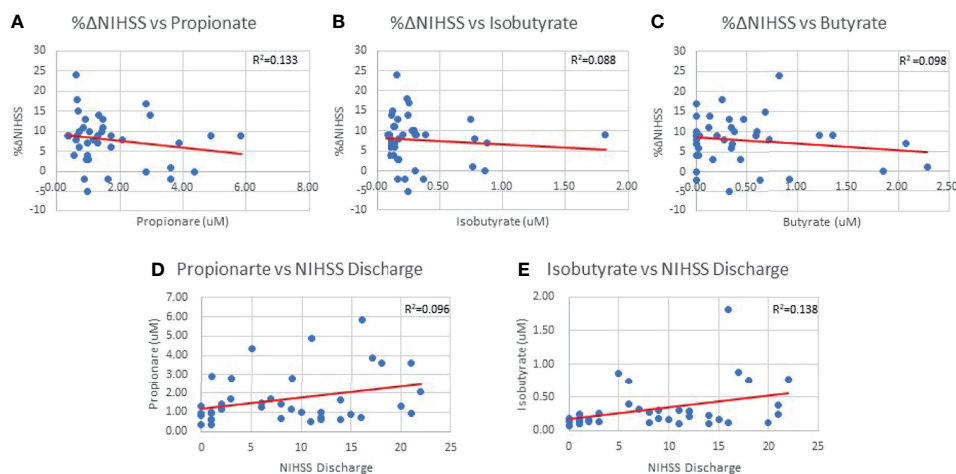 A %ΔNIHSS vs Propionate
R²=0.133
%ΔNIHSS
30
25
20
15
10
5
0
-5
-10
0.00 2.00 4.00 6.00 8.00
Propionare (uM)
B %ΔNIHSS vs Isobutyrate
R²=0.088
%ΔNIHSS
30
25
20
15
10
5
0
-5
-10
0.00 0.50 1.00 1.50 2.00
Isobutyrate (uM)
C %ΔNIHSS vs Butyrate
R²=0.098
%ΔNIHSS
30
25
20
15
10
5
0
-5
-10
0.00 0.50 1.00 1.50 2.00 2.50
Butyrate (uM)
D Propionarte vs NIHSS Discharge
R²=0.096
Propionare (uM)
7.00
6.00
5.00
4.00
3.00
2.00
1.00
0.00
0 5 10 15 20 25
NIHSS Discharge
E Isobutyrate vs NIHSS Discharge
R²=0.138
Isobutyrate (uM)
2.00
1.50
1.00
0.50
0.00
0 5 10 15 20 25
NIHSS Discharge